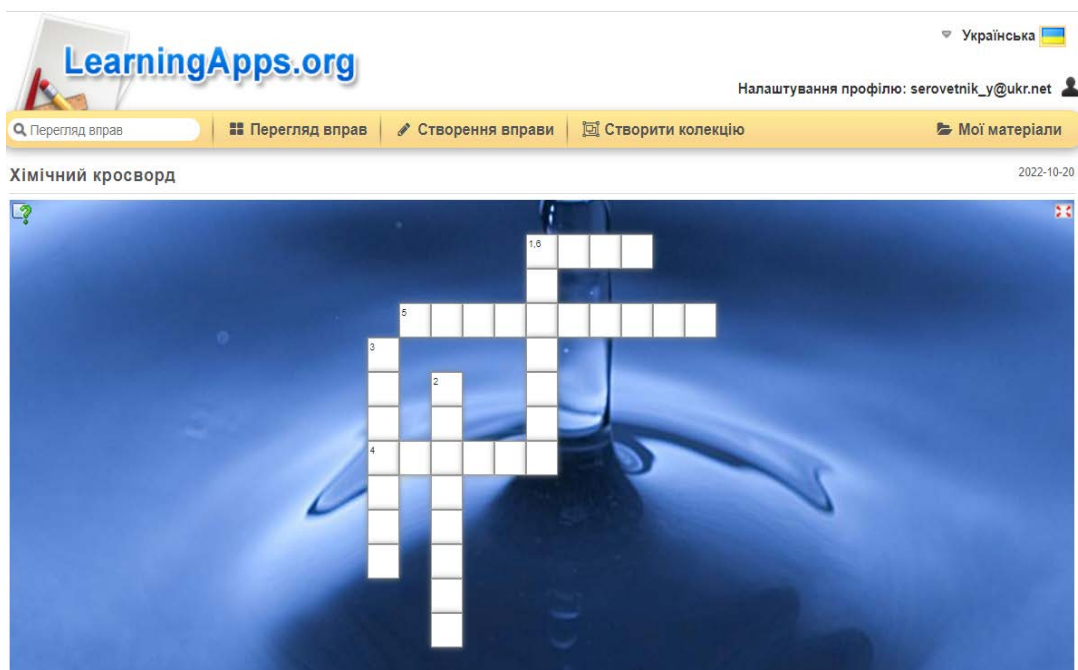 LearningApps.org
Українська
Налаштування профілю: serovetnik_y@ukr.net
Перегляд вправ
Перегляд вправ
Створення вправи
Створити колекцію
Мої матеріали
Хімічний кросворд
2022-10-20
1,6
5
3
2
4